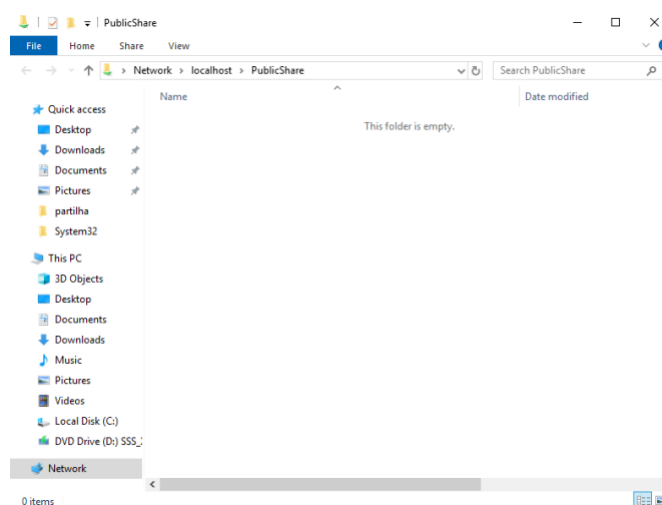 PublicShare
File Home Share View
Network > localhost > PublicShare
Search PublicShare
Name Date modified
This folder is empty.
Quick access
Desktop
Downloads
Documents
Pictures
partilha
System32
This PC
3D Objects
Desktop
Documents
Downloads
Music
Pictures
Videos
Local Disk (C:)
DVD Drive (D:) SSS_
Network
0 items